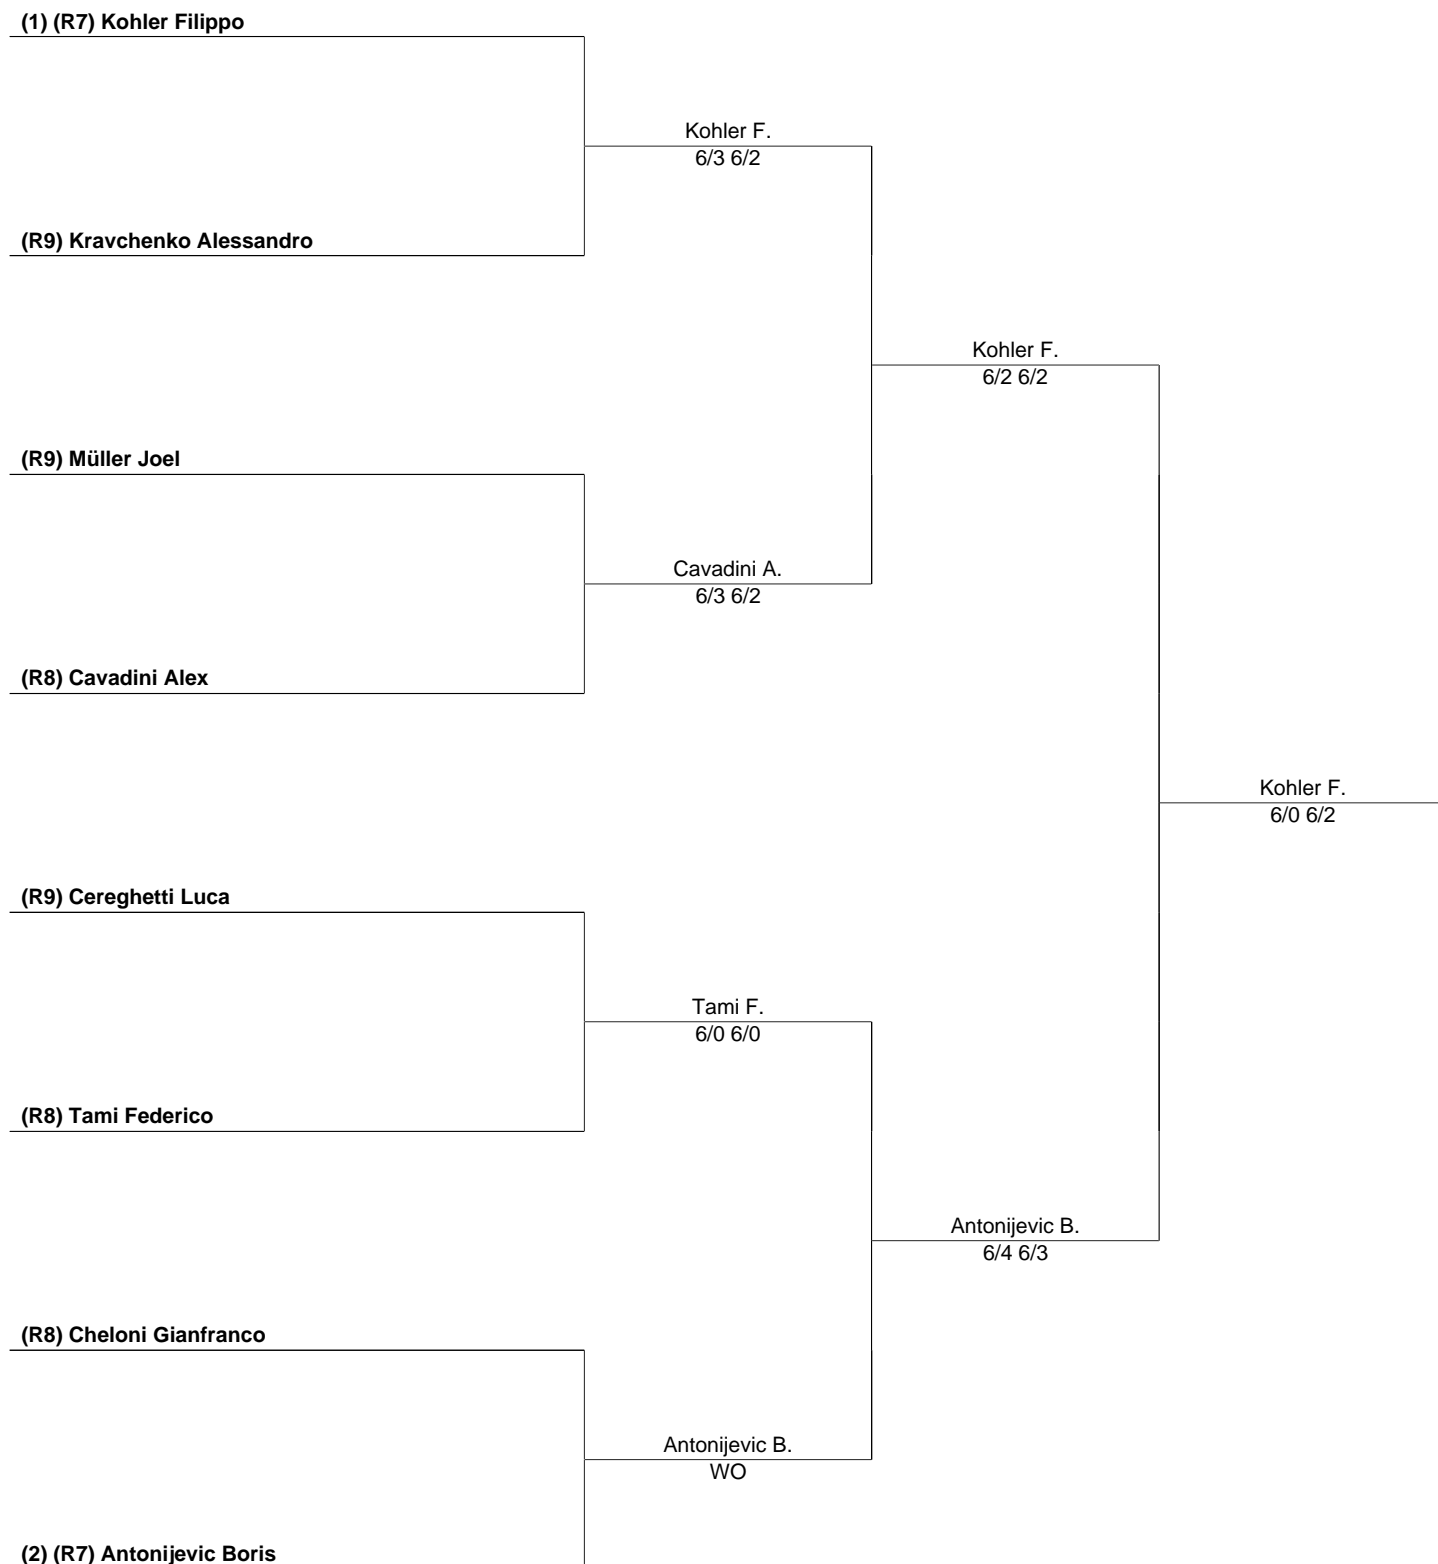 (1) (R7) Kohler Filippo
Kohler F.
6/3 6/2
(R9) Kravchenko Alessandro
Kohler F.
6/2 6/2
(R9) Müller Joel
Cavadini A.
6/3 6/2
(R8) Cavadini Alex
Kohler F.
6/0 6/2
(R9) Cereghetti Luca
Tami F.
6/0 6/0
(R8) Tami Federico
Antonijevic B.
6/4 6/3
(R8) Cheloni Gianfranco
Antonijevic B.
WO
(2) (R7) Antonijevic Boris